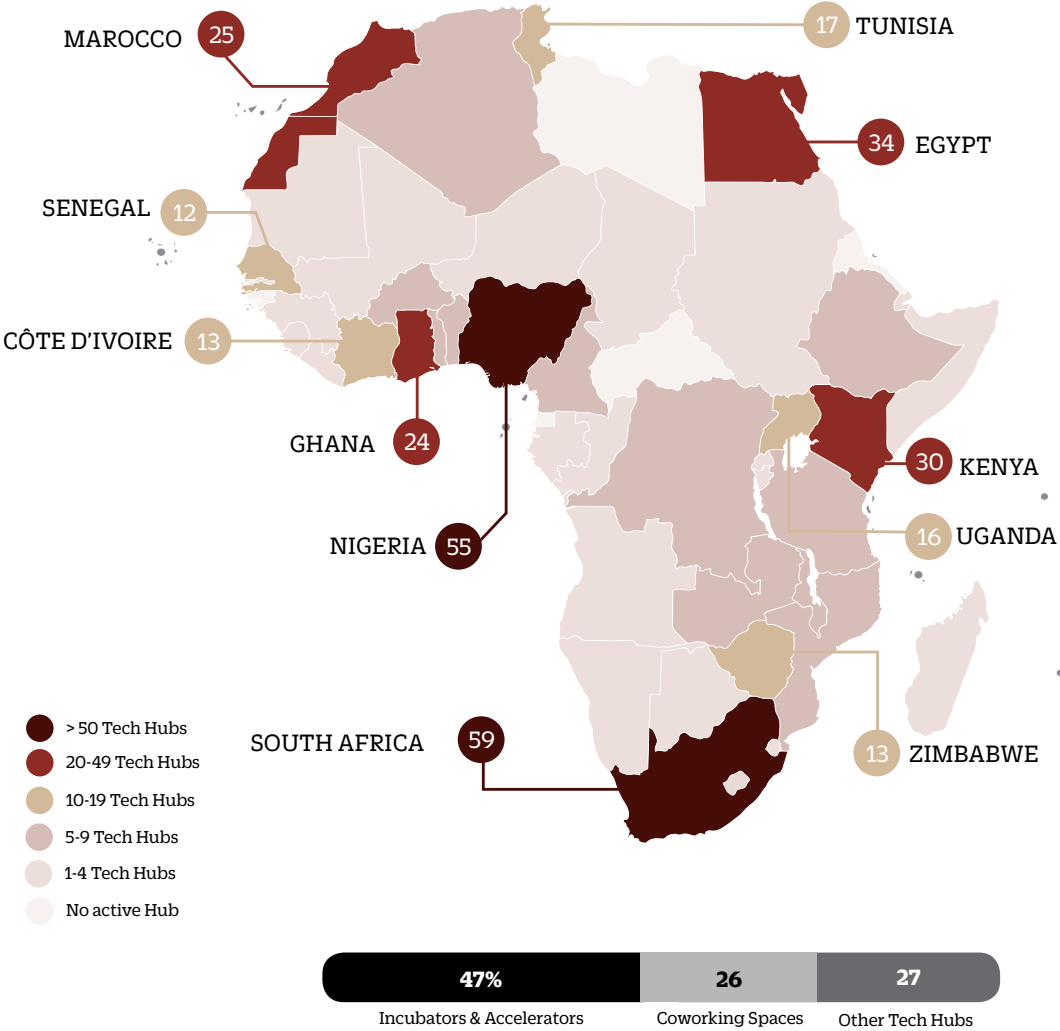 MAROCCO 25
17 TUNISIA
34 EGYPT
SENEGAL 12
CÔTE D'IVOIRE 13
GHANA 24
30 KENYA
NIGERIA 55
16 UGANDA
SOUTH AFRICA 59
13 ZIMBABWE
> 50 Tech Hubs
20-49 Tech Hubs
10-19 Tech Hubs
5-9 Tech Hubs
1-4 Tech Hubs
No active Hub
47% 26 27
Incubators & Accelerators Coworking Spaces Other Tech Hubs